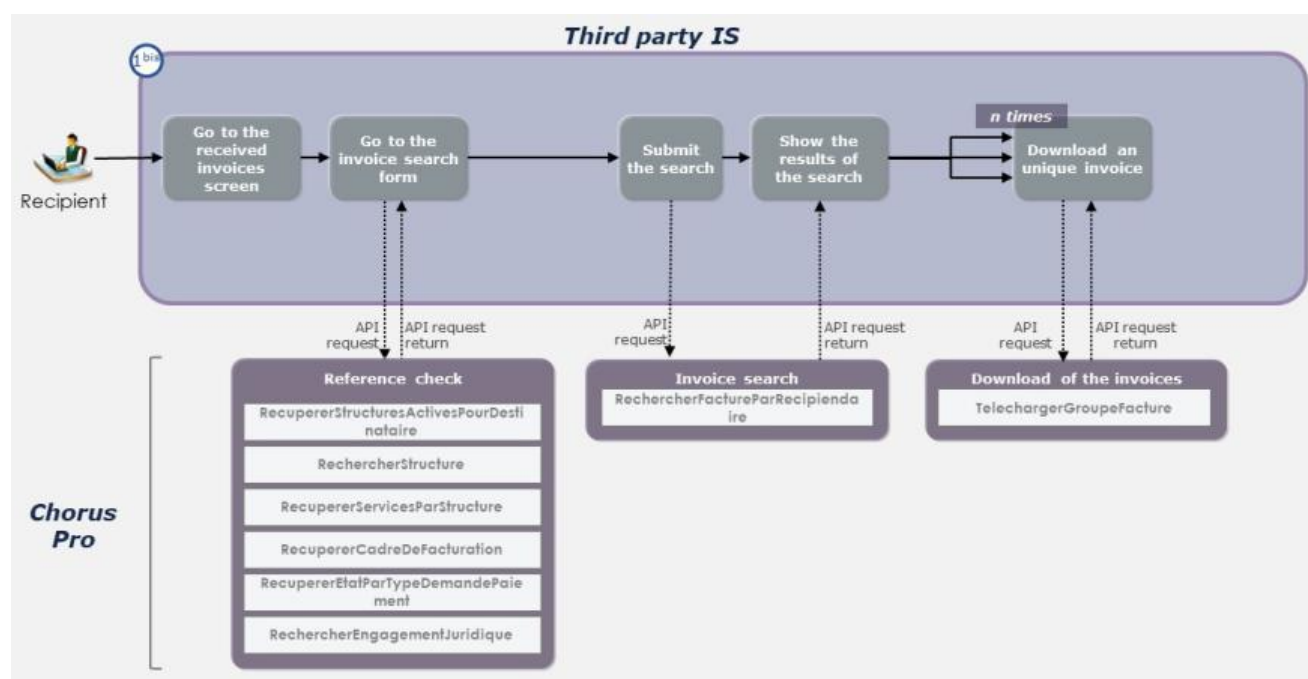 Third party IS
1 bis
Recipient
Go to the
received
invoices
screen
Go to the
invoice search
form
Submit
the search
Show the
results of
the search
n times
Download an
unique invoice
API
request
API request
return
API
request
API request
return
API
request
API request
return
Chorus
Pro
Reference check
RecupererStructuresActivesPourDesti
nataire
RechercherStructure
RecupererServicesParStructure
RecupererCadreDeFacturation
RecupererEtatParTypeDemandePaie
ment
RechercherEngagementJuridique
Invoice search
RechercherFactureParRecipienda
ire
Download of the invoices
TelechargerGroupeFacture